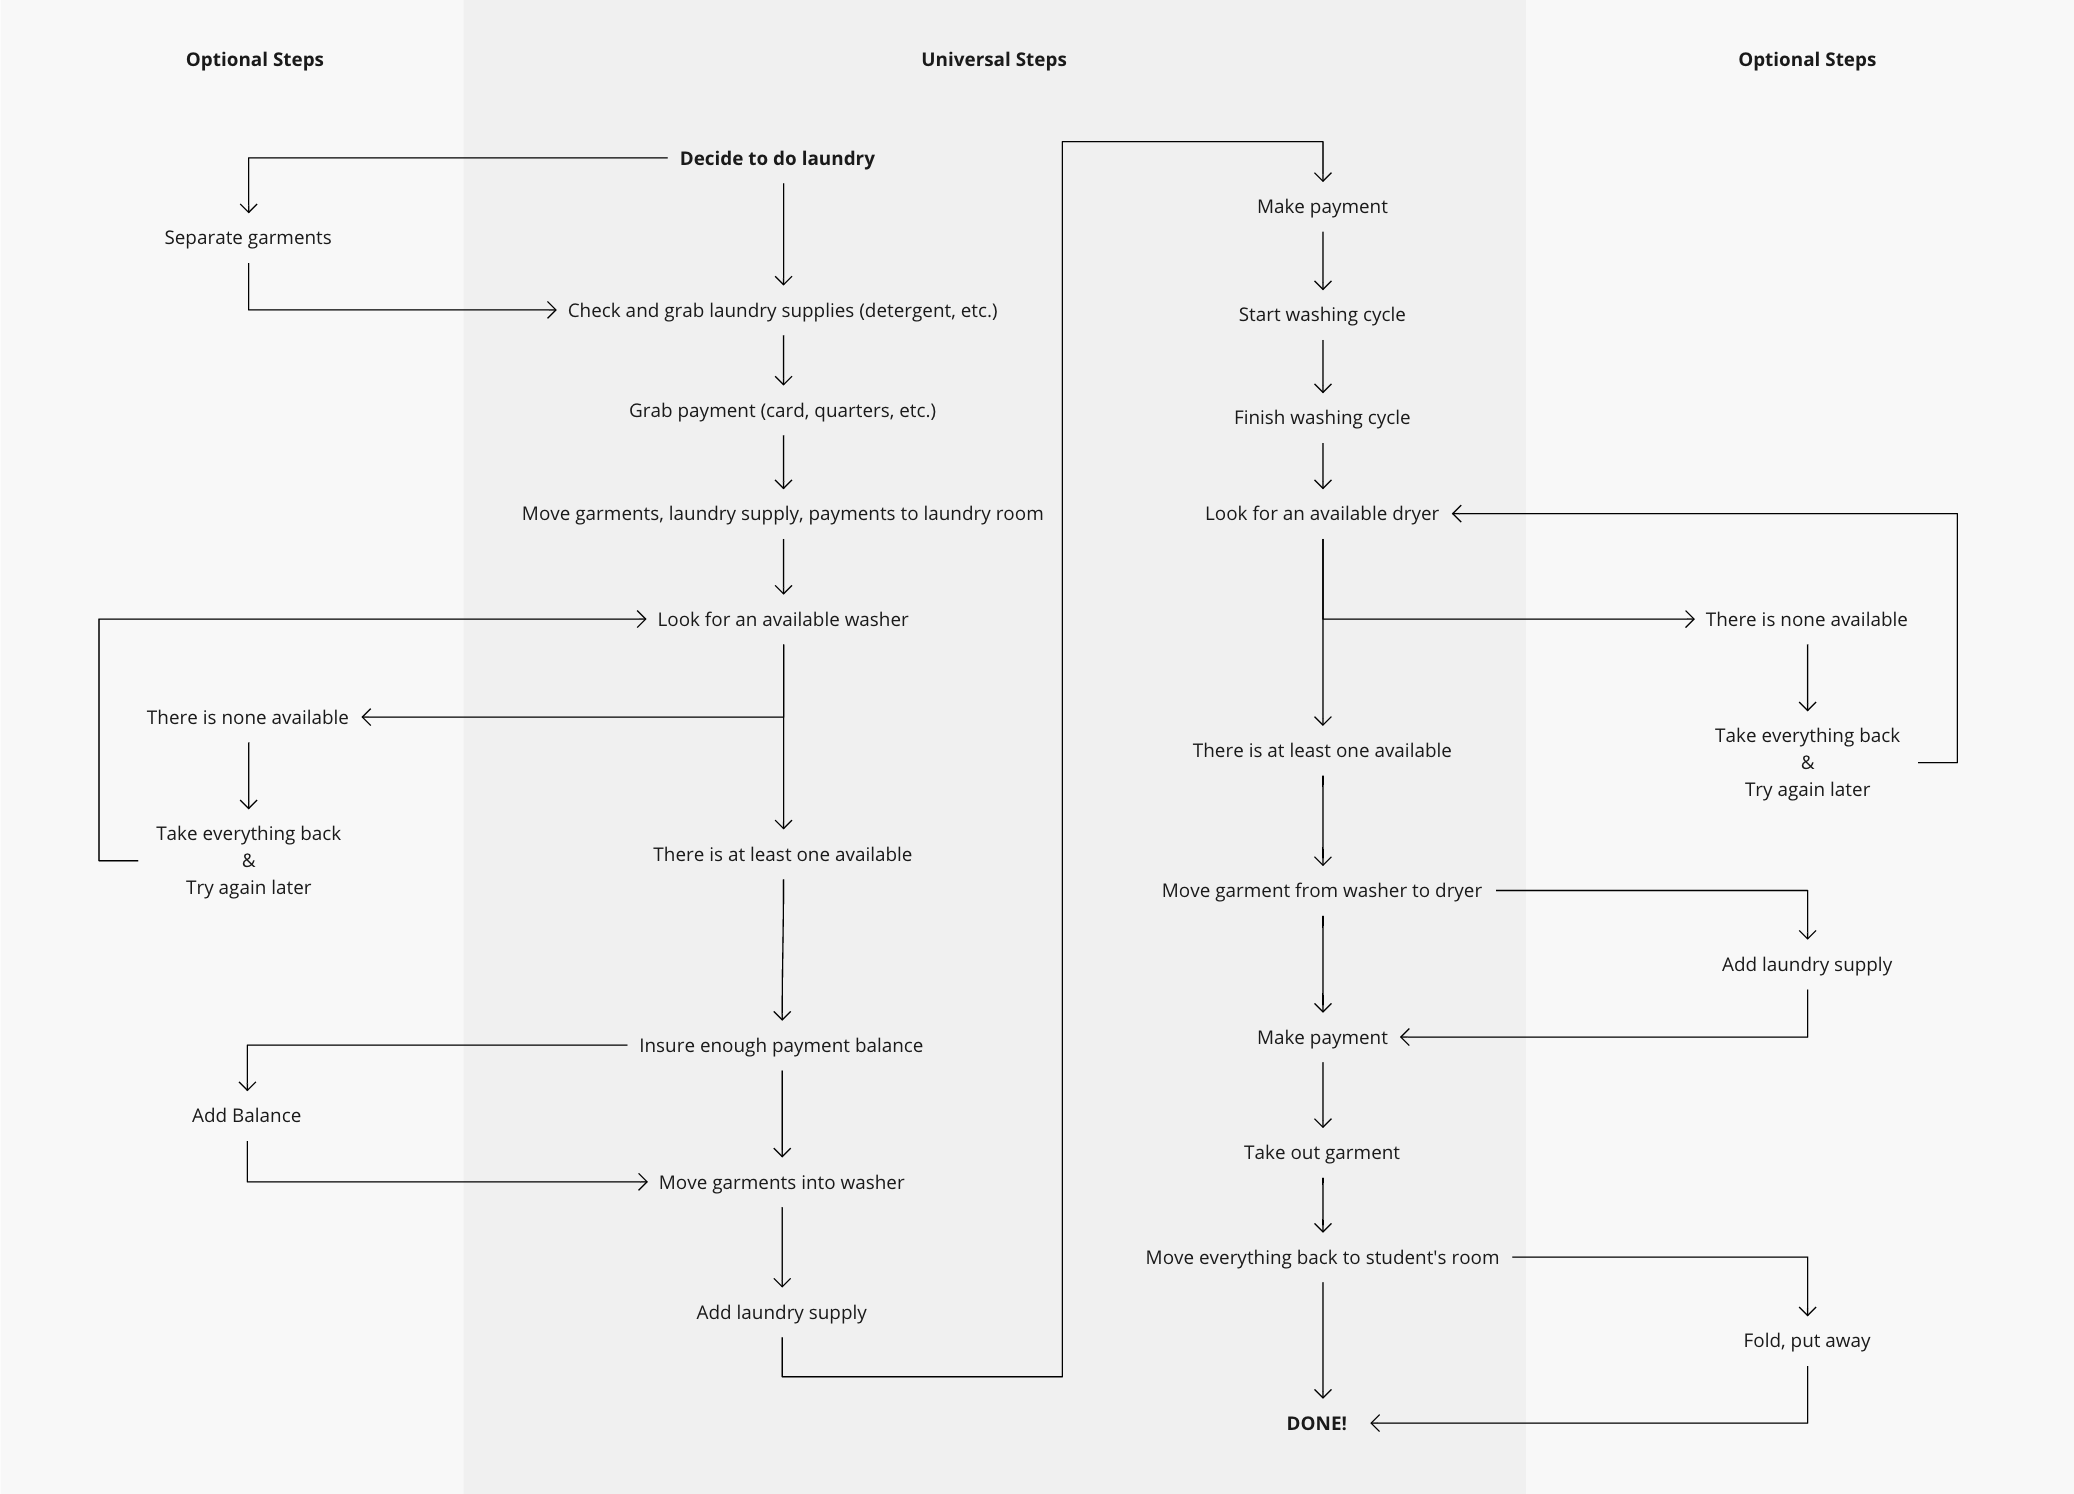 Optional Steps
Universal Steps
Optional Steps
Decide to do laundry
Separate garments
Check and grab laundry supplies (detergent, etc.)
Grab payment (card, quarters, etc.)
Move garments, laundry supply, payments to laundry room
Look for an available washer
There is none available
Take everything back
&
Try again later
There is at least one available
Insure enough payment balance
Add Balance
Move garments into washer
Add laundry supply
Make payment
Start washing cycle
Finish washing cycle
Look for an available dryer
There is none available
Take everything back
&
Try again later
There is at least one available
Move garment from washer to dryer
Add laundry supply
Make payment
Take out garment
Move everything back to student's room
Fold, put away
DONE!